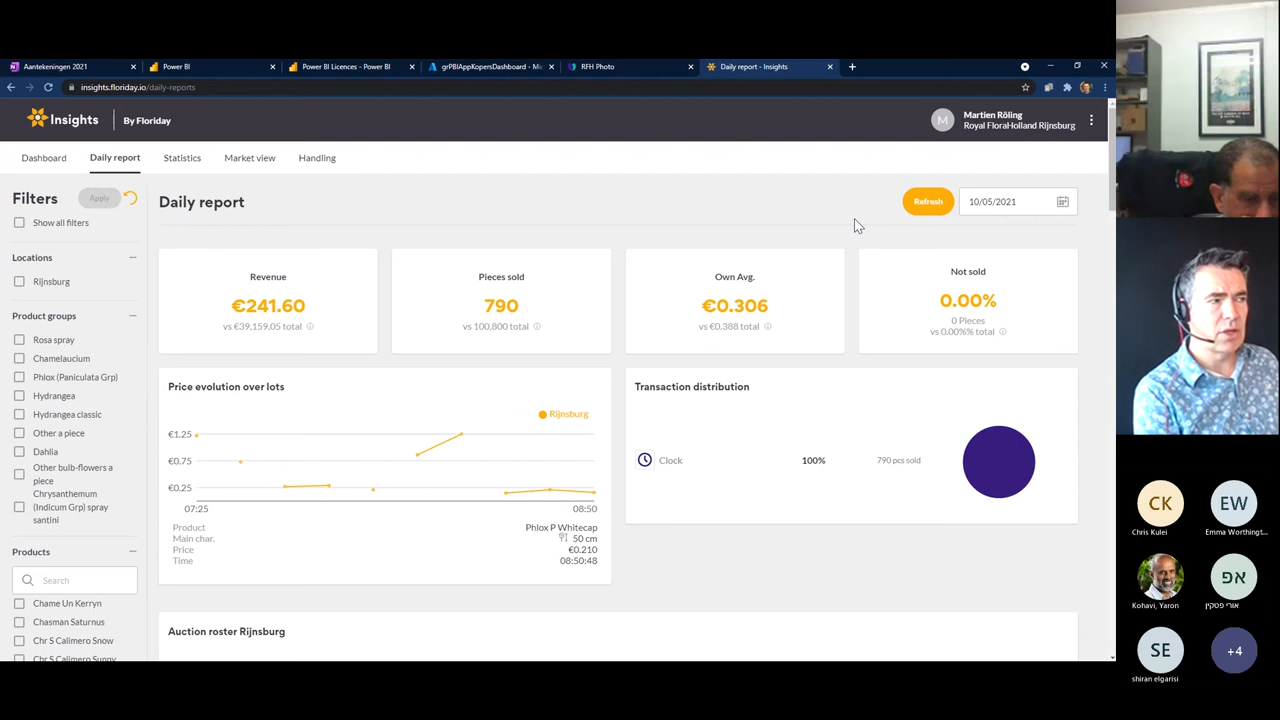 Aantekeningen 2021
Power BI
Power BI Licences - Power BI
grPBIAppKopersDashboard - Mi
RFH Photo
Daily report - Insights
insights.floriday.io/daily-reports
Insights
By Floriday
M
Martien Röling
Royal FloraHolland Rijnsburg
Dashboard
Daily report
Statistics
Market view
Handling
Filters
Apply
Show all filters
Locations
Rijnsburg
Product groups
Rosa spray
Chamelaucium
Phlox (Paniculata Grp)
Hydrangea
Hydrangea classic
Other a piece
Dahlia
Other bulb-flowers a
piece
Chrysanthemum
(Indicum Grp) spray
santini
Products
Search
Chame Un Kerryn
Chasman Saturnus
Chr S Calimero Snow
Chr S Calimero Sunny
Daily report
Refresh
10/05/2021
Revenue
€241.60
vs €39,159.05 total
Pieces sold
790
vs 100,800 total
Own Avg.
€0.306
vs €0.388 total
Not sold
0.00%
0 Pieces
vs 0.00%% total
Price evolution over lots
Rijnsburg
€1.25
€0.75
€0.25
07:25
08:50
Product
Phlox P Whitecap
Main char.
50 cm
Price
€0.210
Time
08:50:48
Transaction distribution
Clock
100%
790 pcs sold
Auction roster Rijnsburg
CK
Chris Kulei
EW
Emma Worthingt...
Kohavi, Yaron
אפ
אורי פטקין
SE
shiran elgarisi
+4